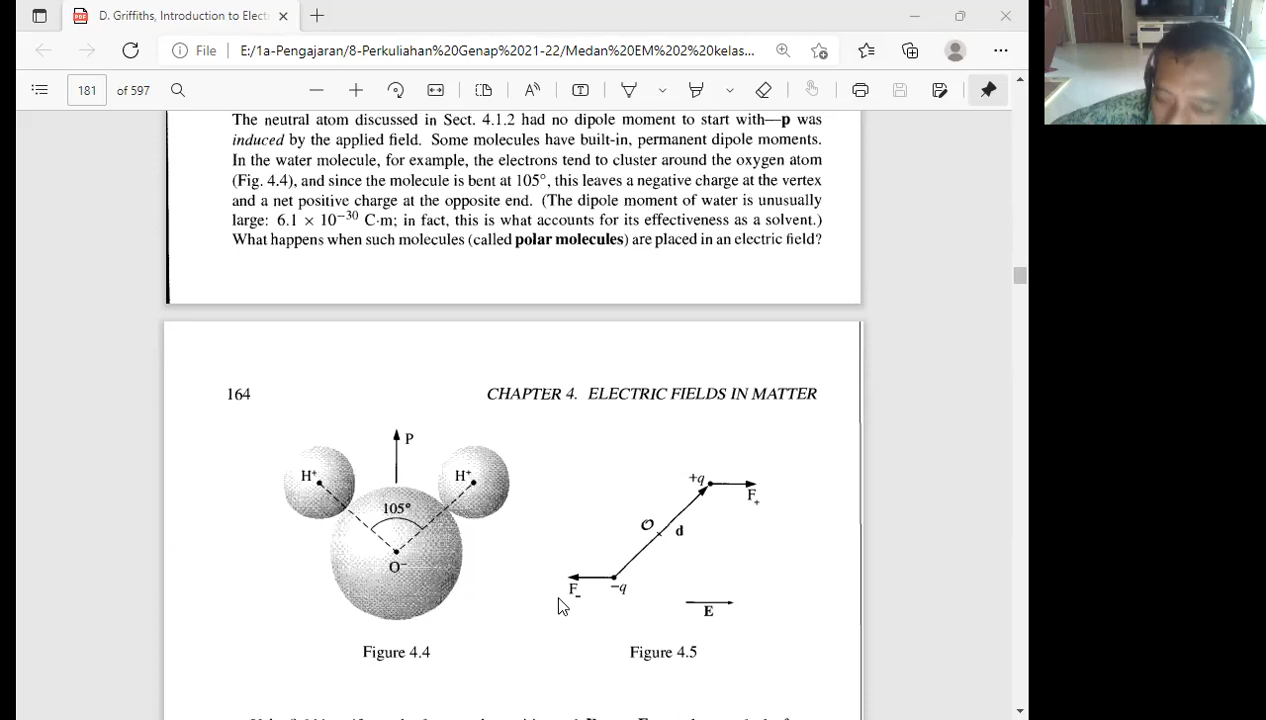 D. Griffiths, Introduction to Elect
File
E:/1a-Pengajaran/8-Perkuliahan%20Genap%2021-22/Medan%20EM%202%20kelas...
181 of 597
The neutral atom discussed in Sect. 4.1.2 had no dipole moment to start with—p was
induced by the applied field. Some molecules have built-in, permanent dipole moments.
In the water molecule, for example, the electrons tend to cluster around the oxygen atom
(Fig. 4.4), and since the molecule is bent at 105°, this leaves a negative charge at the vertex
and a net positive charge at the opposite end. (The dipole moment of water is unusually
large: 6.1 × 10⁻³⁰ C·m; in fact, this is what accounts for its effectiveness as a solvent.)
What happens when such molecules (called polar molecules) are placed in an electric field?
164 CHAPTER 4. ELECTRIC FIELDS IN MATTER
P
H⁺ H⁺
105°
O⁻
+q
F₊
O
d
F₋
−q
E
Figure 4.4 Figure 4.5